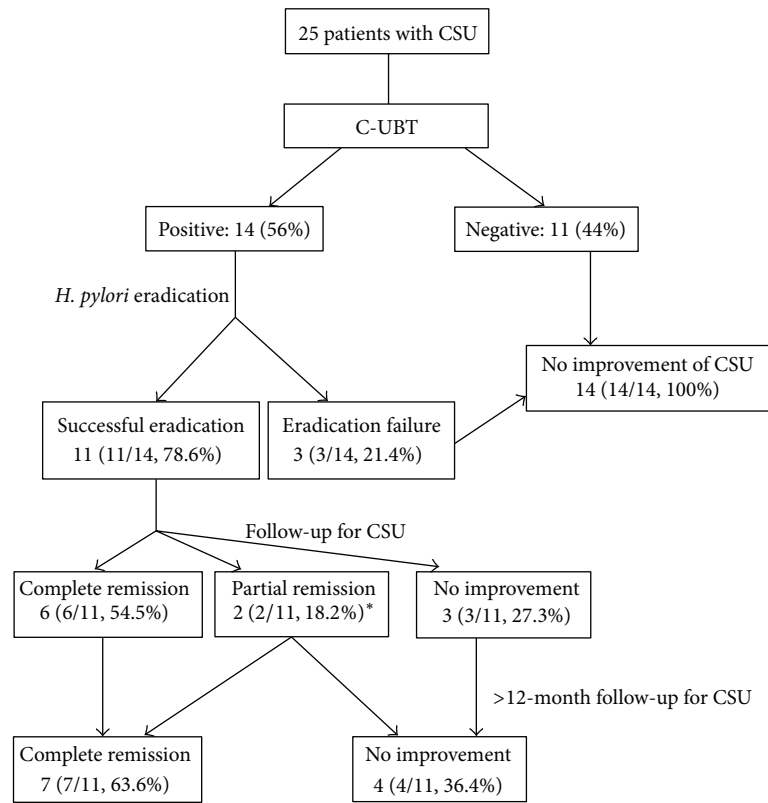 25 patients with CSU
C-UBT
Positive: 14 (56%)
Negative: 11 (44%)
H. pylori eradication
No improvement of CSU
14 (14/14, 100%)
Successful eradication
11 (11/14, 78.6%)
Eradication failure
3 (3/14, 21.4%)
Follow-up for CSU
Complete remission
6 (6/11, 54.5%)
Partial remission
2 (2/11, 18.2%)*
No improvement
3 (3/11, 27.3%)
>12-month follow-up for CSU
Complete remission
7 (7/11, 63.6%)
No improvement
4 (4/11, 36.4%)